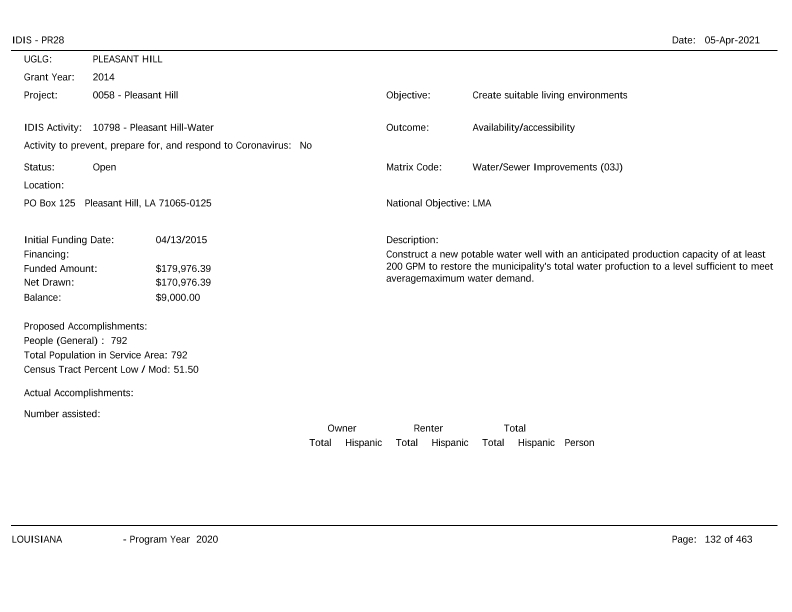 IDIS - PR28 Date: 05-Apr-2021
UGLG: PLEASANT HILL
Grant Year: 2014
Project: 0058 - Pleasant Hill Objective: Create suitable living environments
IDIS Activity: 10798 - Pleasant Hill-Water Outcome: Availability/accessibility
Activity to prevent, prepare for, and respond to Coronavirus: No
Status: Open Matrix Code: Water/Sewer Improvements (03J)
Location:
PO Box 125 Pleasant Hill, LA 71065-0125 National Objective: LMA
Initial Funding Date: 04/13/2015 Description:
Financing: Construct a new potable water well with an anticipated production capacity of at least
Funded Amount: $179,976.39 200 GPM to restore the municipality's total water profution to a level sufficient to meet
Net Drawn: $170,976.39 averagemaximum water demand.
Balance: $9,000.00
Proposed Accomplishments:
People (General) : 792
Total Population in Service Area: 792
Census Tract Percent Low / Mod: 51.50
Actual Accomplishments:
Number assisted:
Owner Renter Total
Total Hispanic Total Hispanic Total Hispanic Person
LOUISIANA - Program Year 2020 Page: 132 of 463